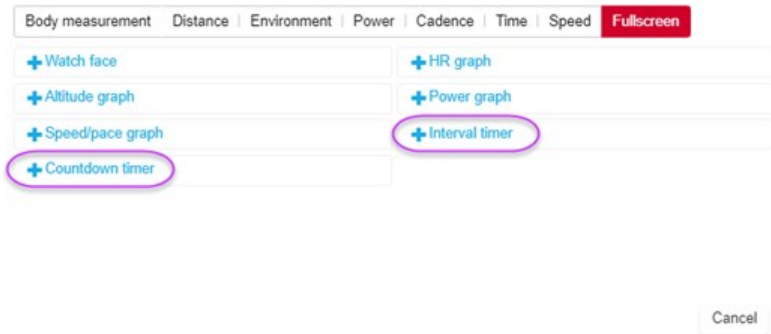 Body measurement Distance Environment Power Cadence Time Speed Fullscreen
Watch face HR graph
Altitude graph Power graph
Speed/pace graph Interval timer
Countdown timer
Cancel